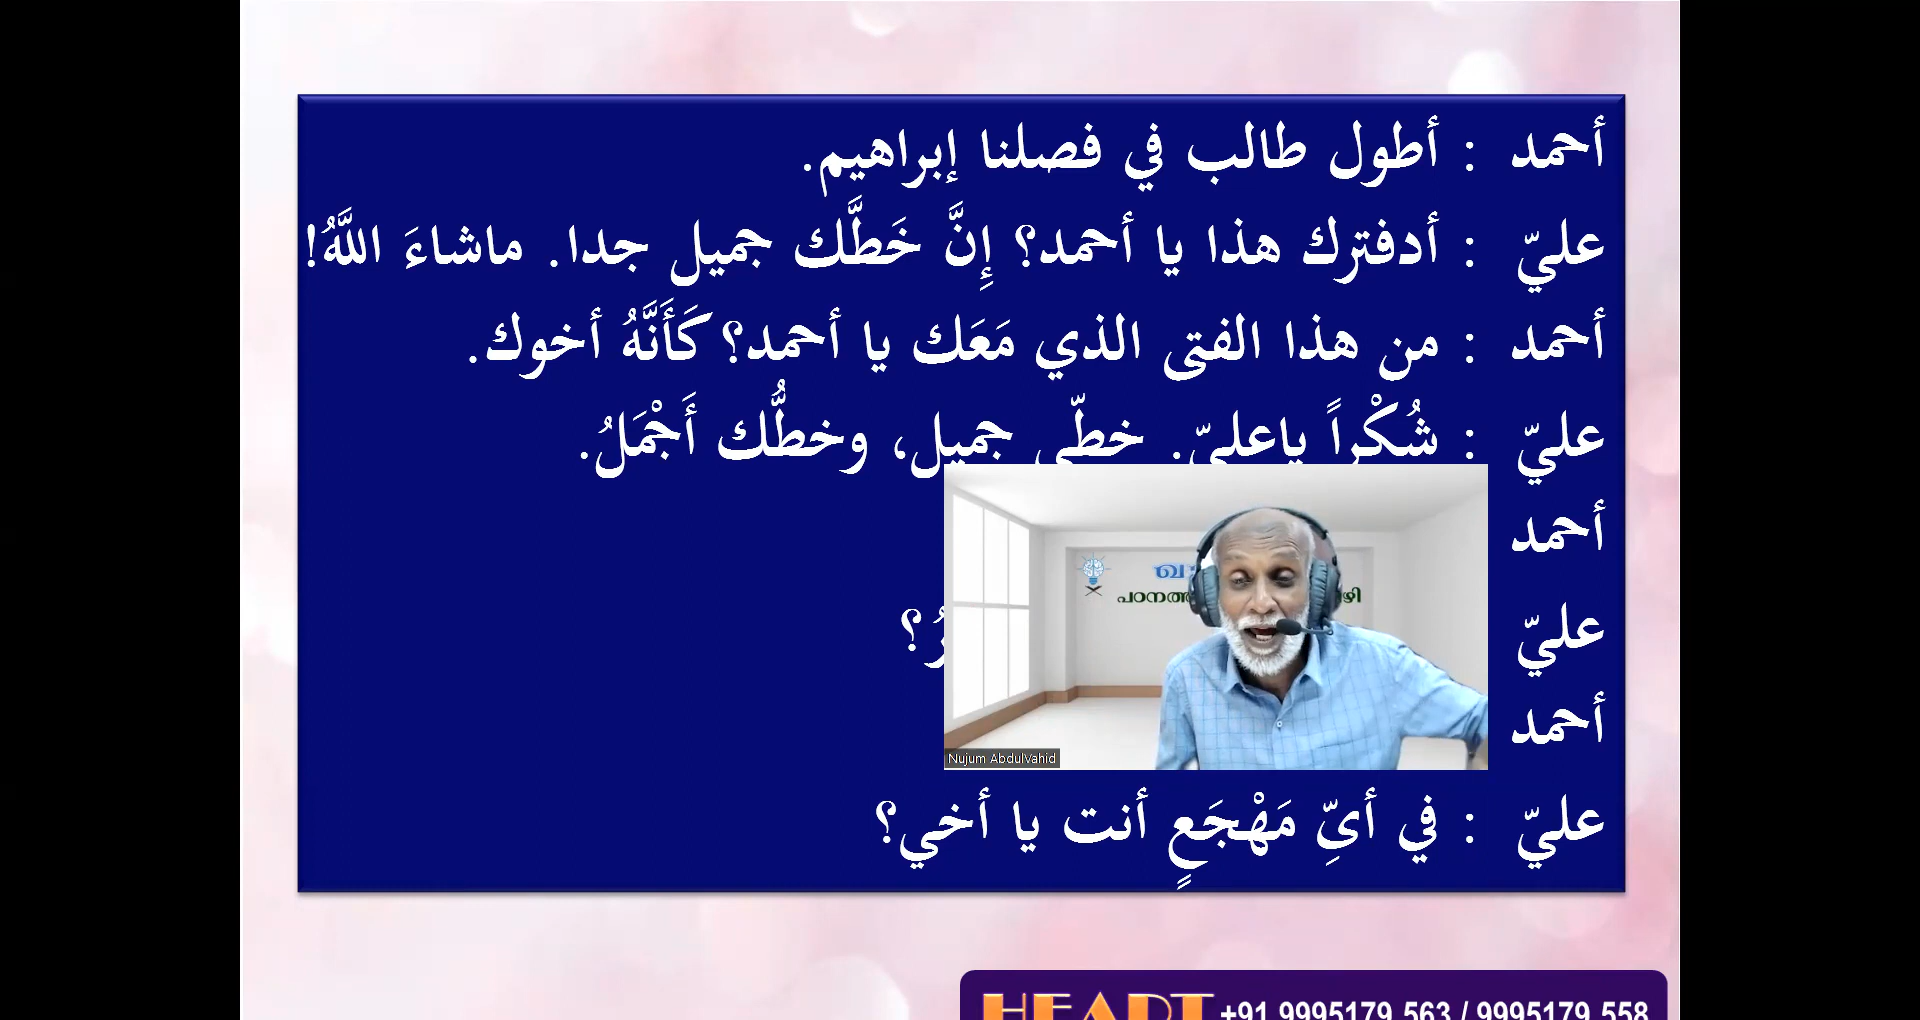 أحمد : أطول طالب في فصلنا إبراهيم.
عليّ : أدفترك هذا يا أحمد؟ إِنَّ خَطَّك جميل جدا. ماشاءَ اللَّهُ!
أحمد : من هذا الفتى الذي مَعَك يا أحمد؟ كَأَنَّهُ أخوك.
عليّ : شُكْراً ياعليّ. خطّي جميل، وخطُّك أَجْمَلُ.
أحمد
عليّ ؟
أحمد
Nujum AbdulVahid
عليّ : في أىِّ مَهْجَعٍ أنت يا أخي؟
HEART +91 9995179 563 / 9995179 558